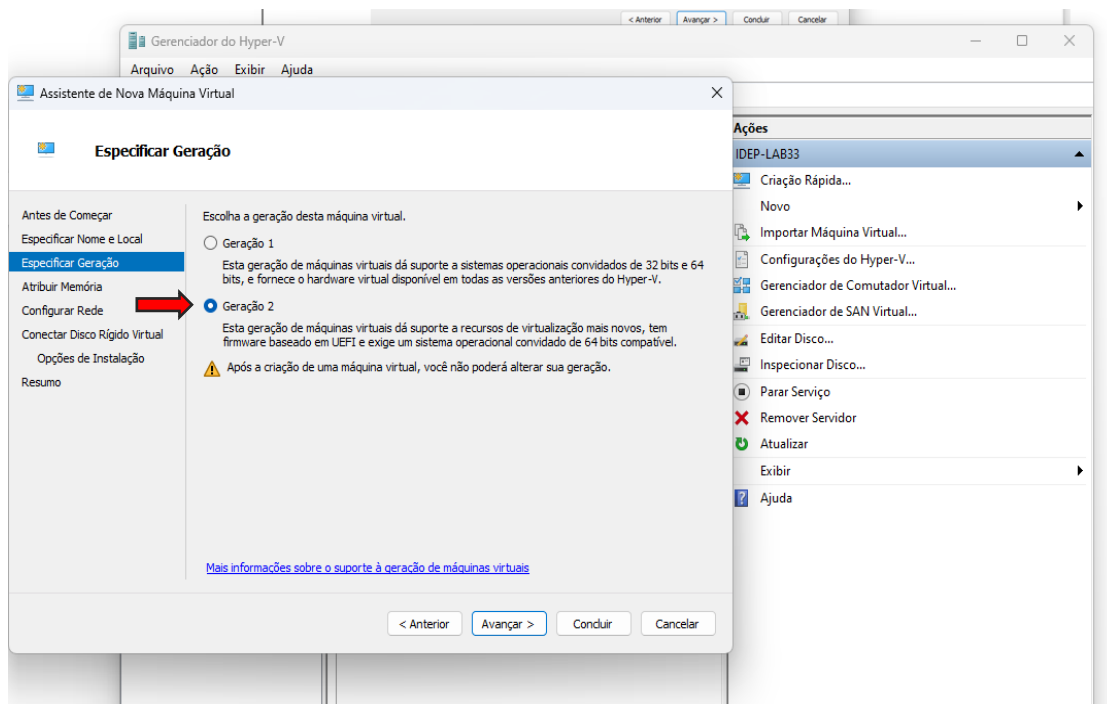 < Anterior Avançar > Concluir Cancelar
Gerenciador do Hyper-V
Arquivo Ação Exibir Ajuda
Assistente de Nova Máquina Virtual
Especificar Geração
Antes de Começar
Especificar Nome e Local
Especificar Geração
Atribuir Memória
Configurar Rede
Conectar Disco Rígido Virtual
Opções de Instalação
Resumo
Escolha a geração desta máquina virtual.
Geração 1
Esta geração de máquinas virtuais dá suporte a sistemas operacionais convidados de 32 bits e 64
bits, e fornece o hardware virtual disponível em todas as versões anteriores do Hyper-V.
Geração 2
Esta geração de máquinas virtuais dá suporte a recursos de virtualização mais novos, tem
firmware baseado em UEFI e exige um sistema operacional convidado de 64 bits compatível.
Após a criação de uma máquina virtual, você não poderá alterar sua geração.
Mais informações sobre o suporte à geração de máquinas virtuais
< Anterior Avançar > Concluir Cancelar
Ações
IDEP-LAB33
Criação Rápida...
Novo
Importar Máquina Virtual...
Configurações do Hyper-V...
Gerenciador de Comutador Virtual...
Gerenciador de SAN Virtual...
Editar Disco...
Inspecionar Disco...
Parar Serviço
Remover Servidor
Atualizar
Exibir
Ajuda